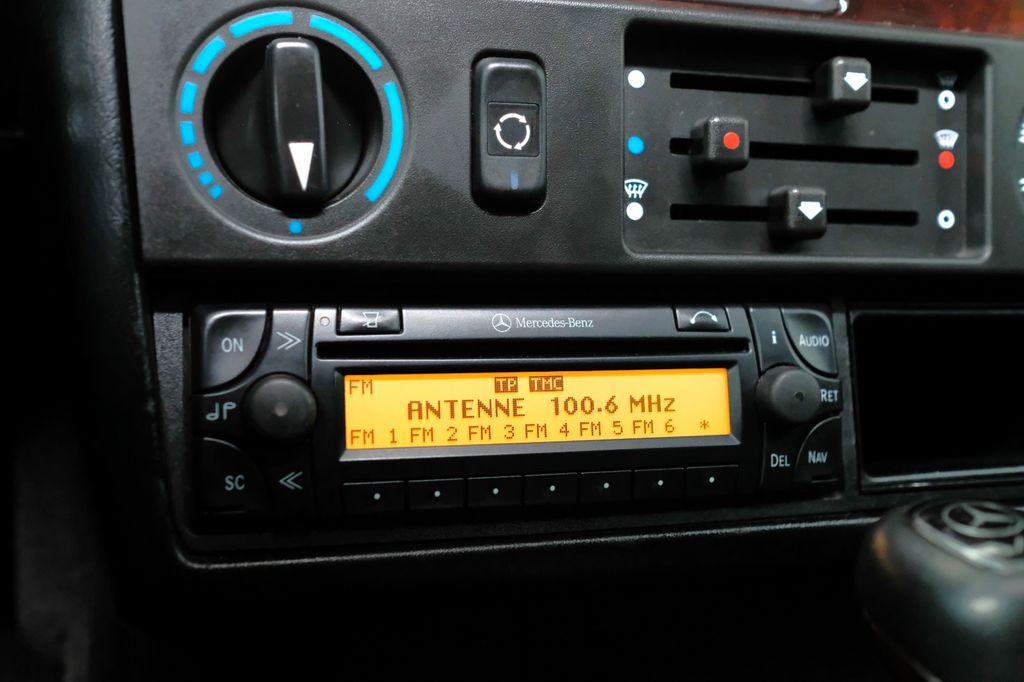 Mercedes-Benz
ON
i
AUDIO
FM TP TMC
ANTENNE 100.6 MHz
FM 1 FM 2 FM 3 FM 4 FM 5 FM 6 *
RET
SC
DEL NAV